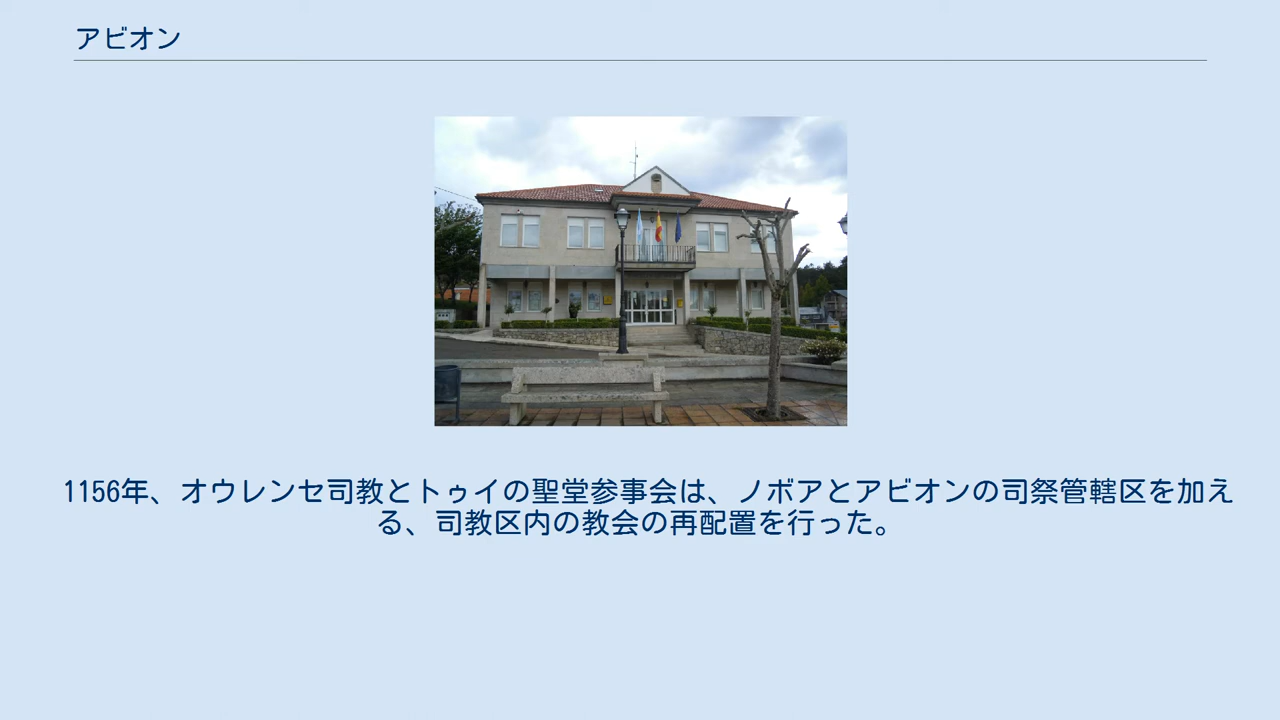 アビオン
1156年、オウレンセ司教とトゥイの聖堂参事会は、ノボアとアビオンの司祭管轄区を加え
る、司教区内の教会の再配置を行った。